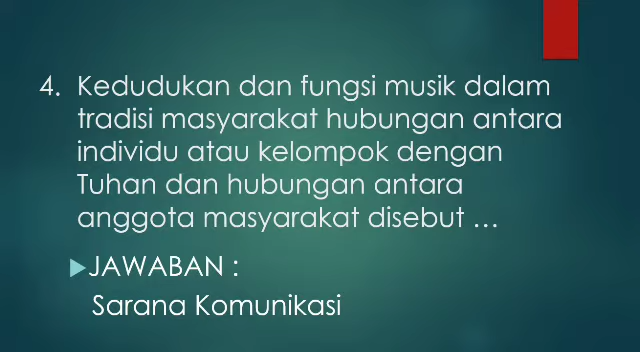 4. Kedudukan dan fungsi musik dalam
tradisi masyarakat hubungan antara
individu atau kelompok dengan
Tuhan dan hubungan antara
anggota masyarakat disebut ...
JAWABAN :
Sarana Komunikasi